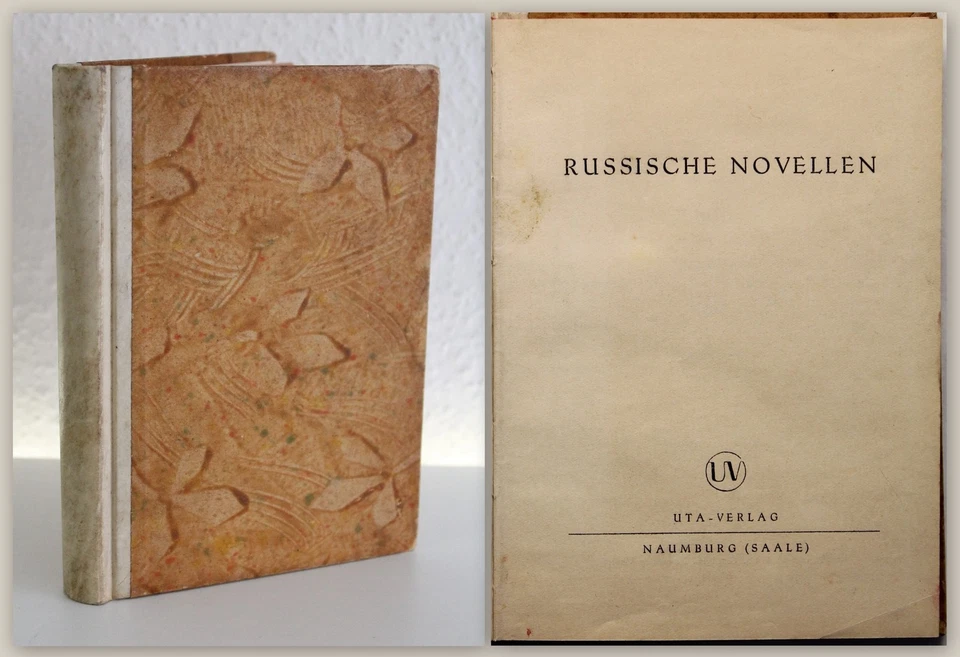 RUSSISCHE NOVELLEN
UV
UTA-VERLAG
NAUMBURG (SAALE)